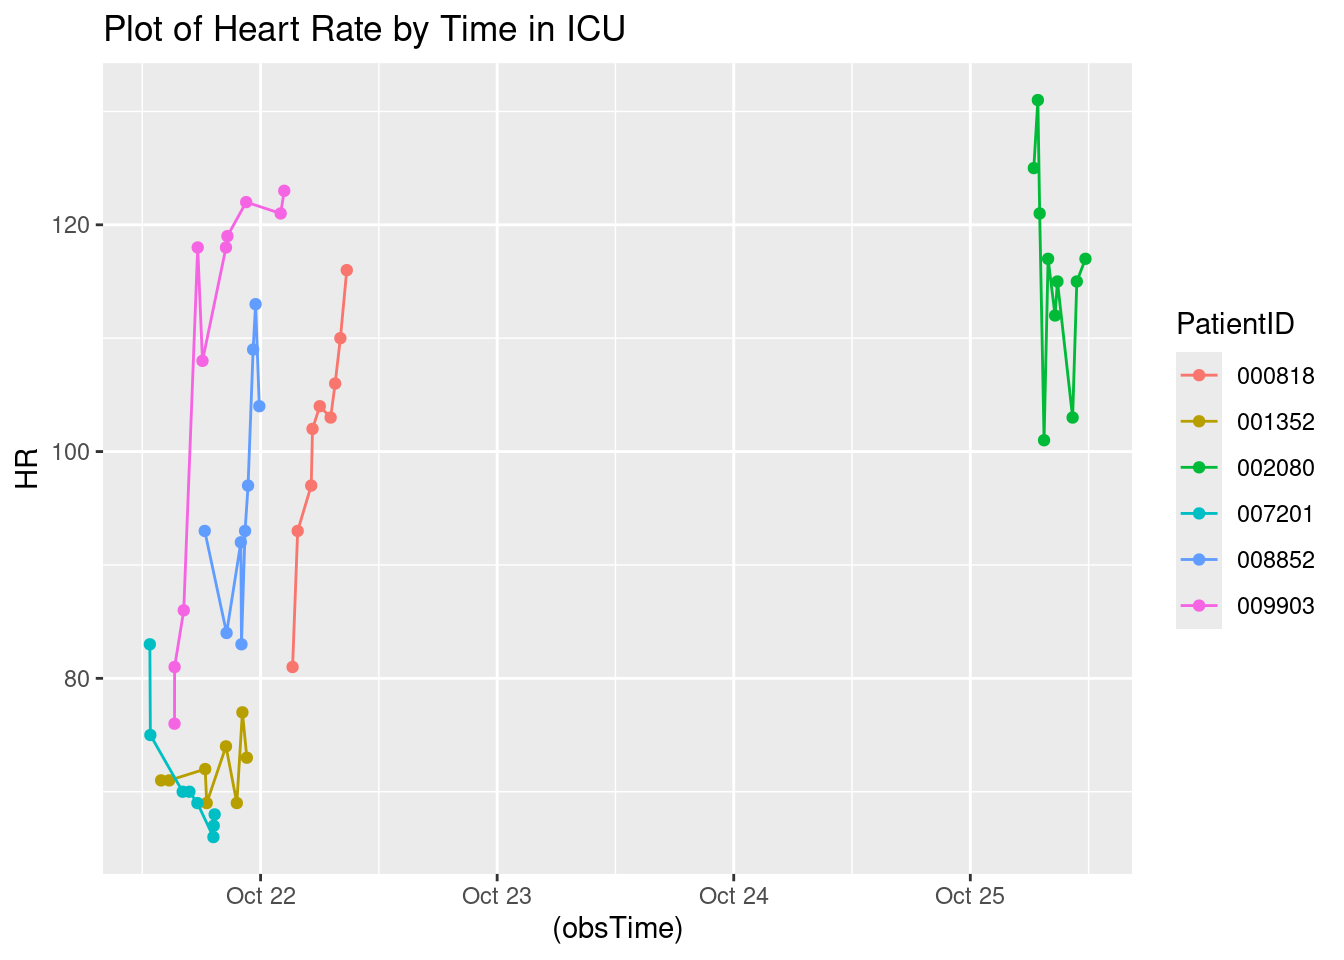 Plot of Heart Rate by Time in ICU
120
100
80
HR
Oct 22
Oct 23
Oct 24
Oct 25
(obsTime)
PatientID
000818
001352
002080
007201
008852
009903